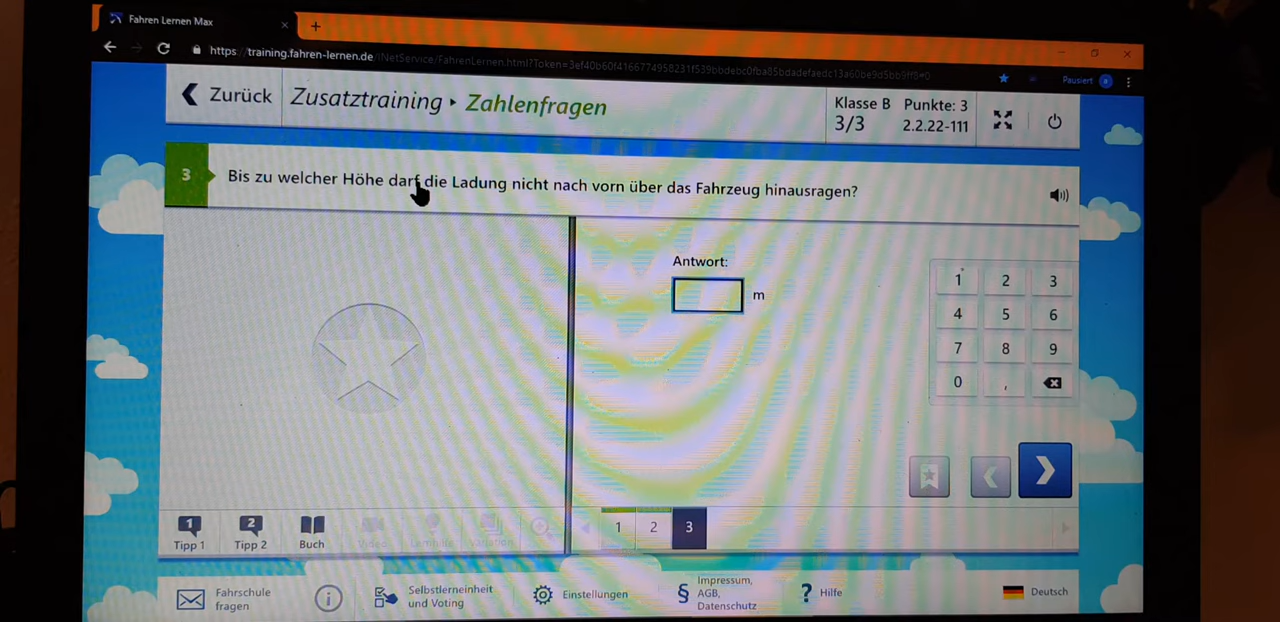 Fahren Lernen Max
https training.fahren-lernen.de
Pausiert
Zurück
Zusatztraining ▸ Zahlenfragen
Klasse B Punkte: 3
3/3 2.2.22-111
3
Bis zu welcher Höhe darf die Ladung nicht nach vorn über das Fahrzeug hinausragen?
Antwort:
m
1 2 3
4 5 6
7 8 9
0 ,
1 2
Tipp 1 Tipp 2 Buch Video
1 2 3
Fahrschule
fragen
Selbstlerneinheit
und Voting
Einstellungen
§
Impressum,
AGB,
Datenschutz
?
Hilfe
Deutsch